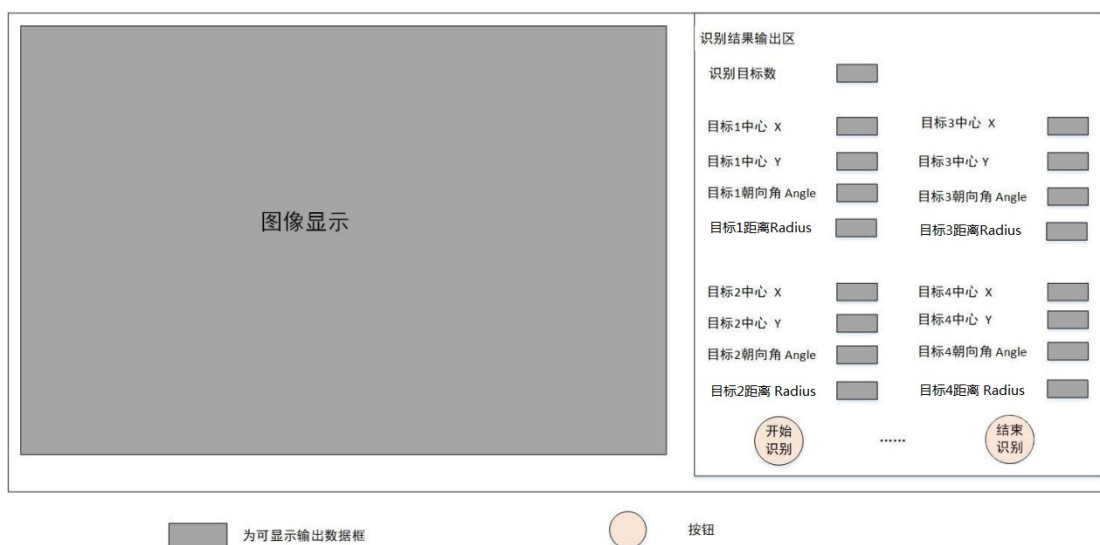 图像显示
识别结果输出区
识别目标数
目标1中心 X
目标3中心 X
目标1中心 Y
目标3中心 Y
目标1朝向角 Angle
目标3朝向角 Angle
目标1距离Radius
目标3距离Radius
目标2中心 X
目标4中心 X
目标2中心 Y
目标4中心 Y
目标2朝向角 Angle
目标4朝向角 Angle
目标2距离 Radius
目标4距离 Radius
开始
识别
……
结束
识别
为可显示输出数据框
按钮